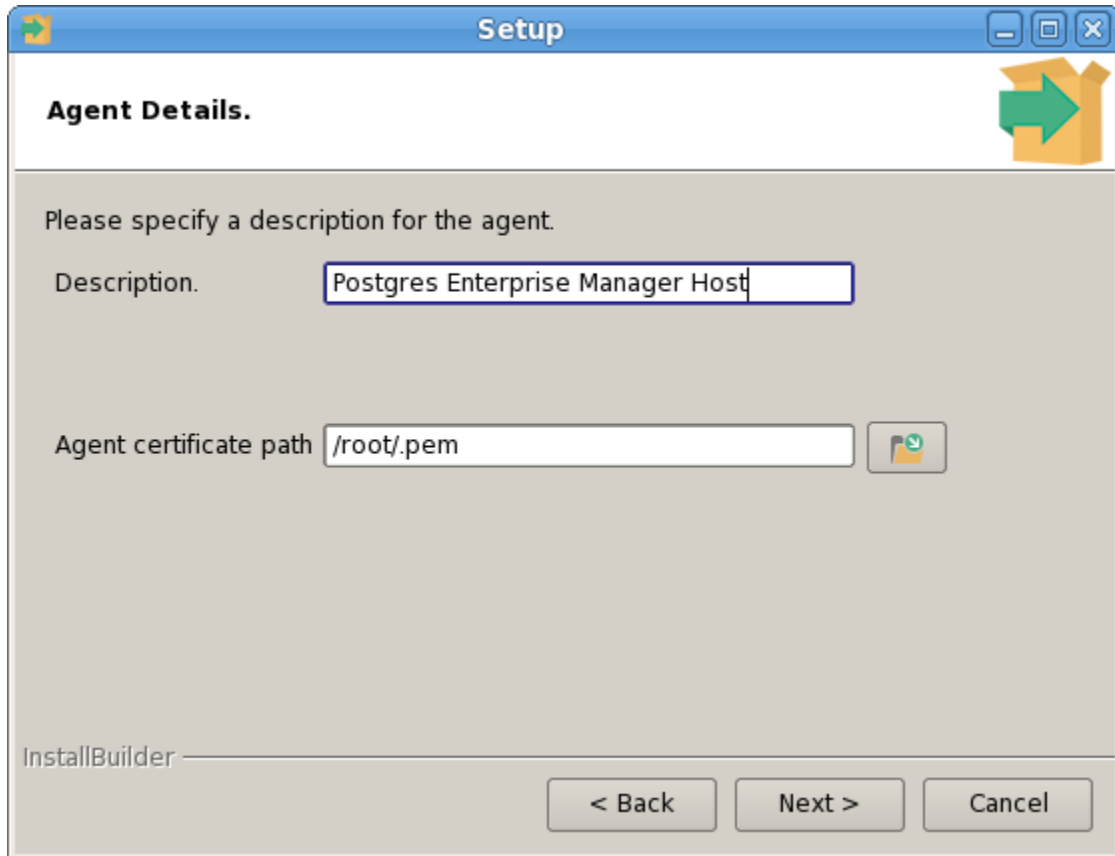 Setup
Agent Details.
Please specify a description for the agent.
Description.
Postgres Enterprise Manager Host
Agent certificate path
/root/.pem
InstallBuilder
< Back
Next >
Cancel